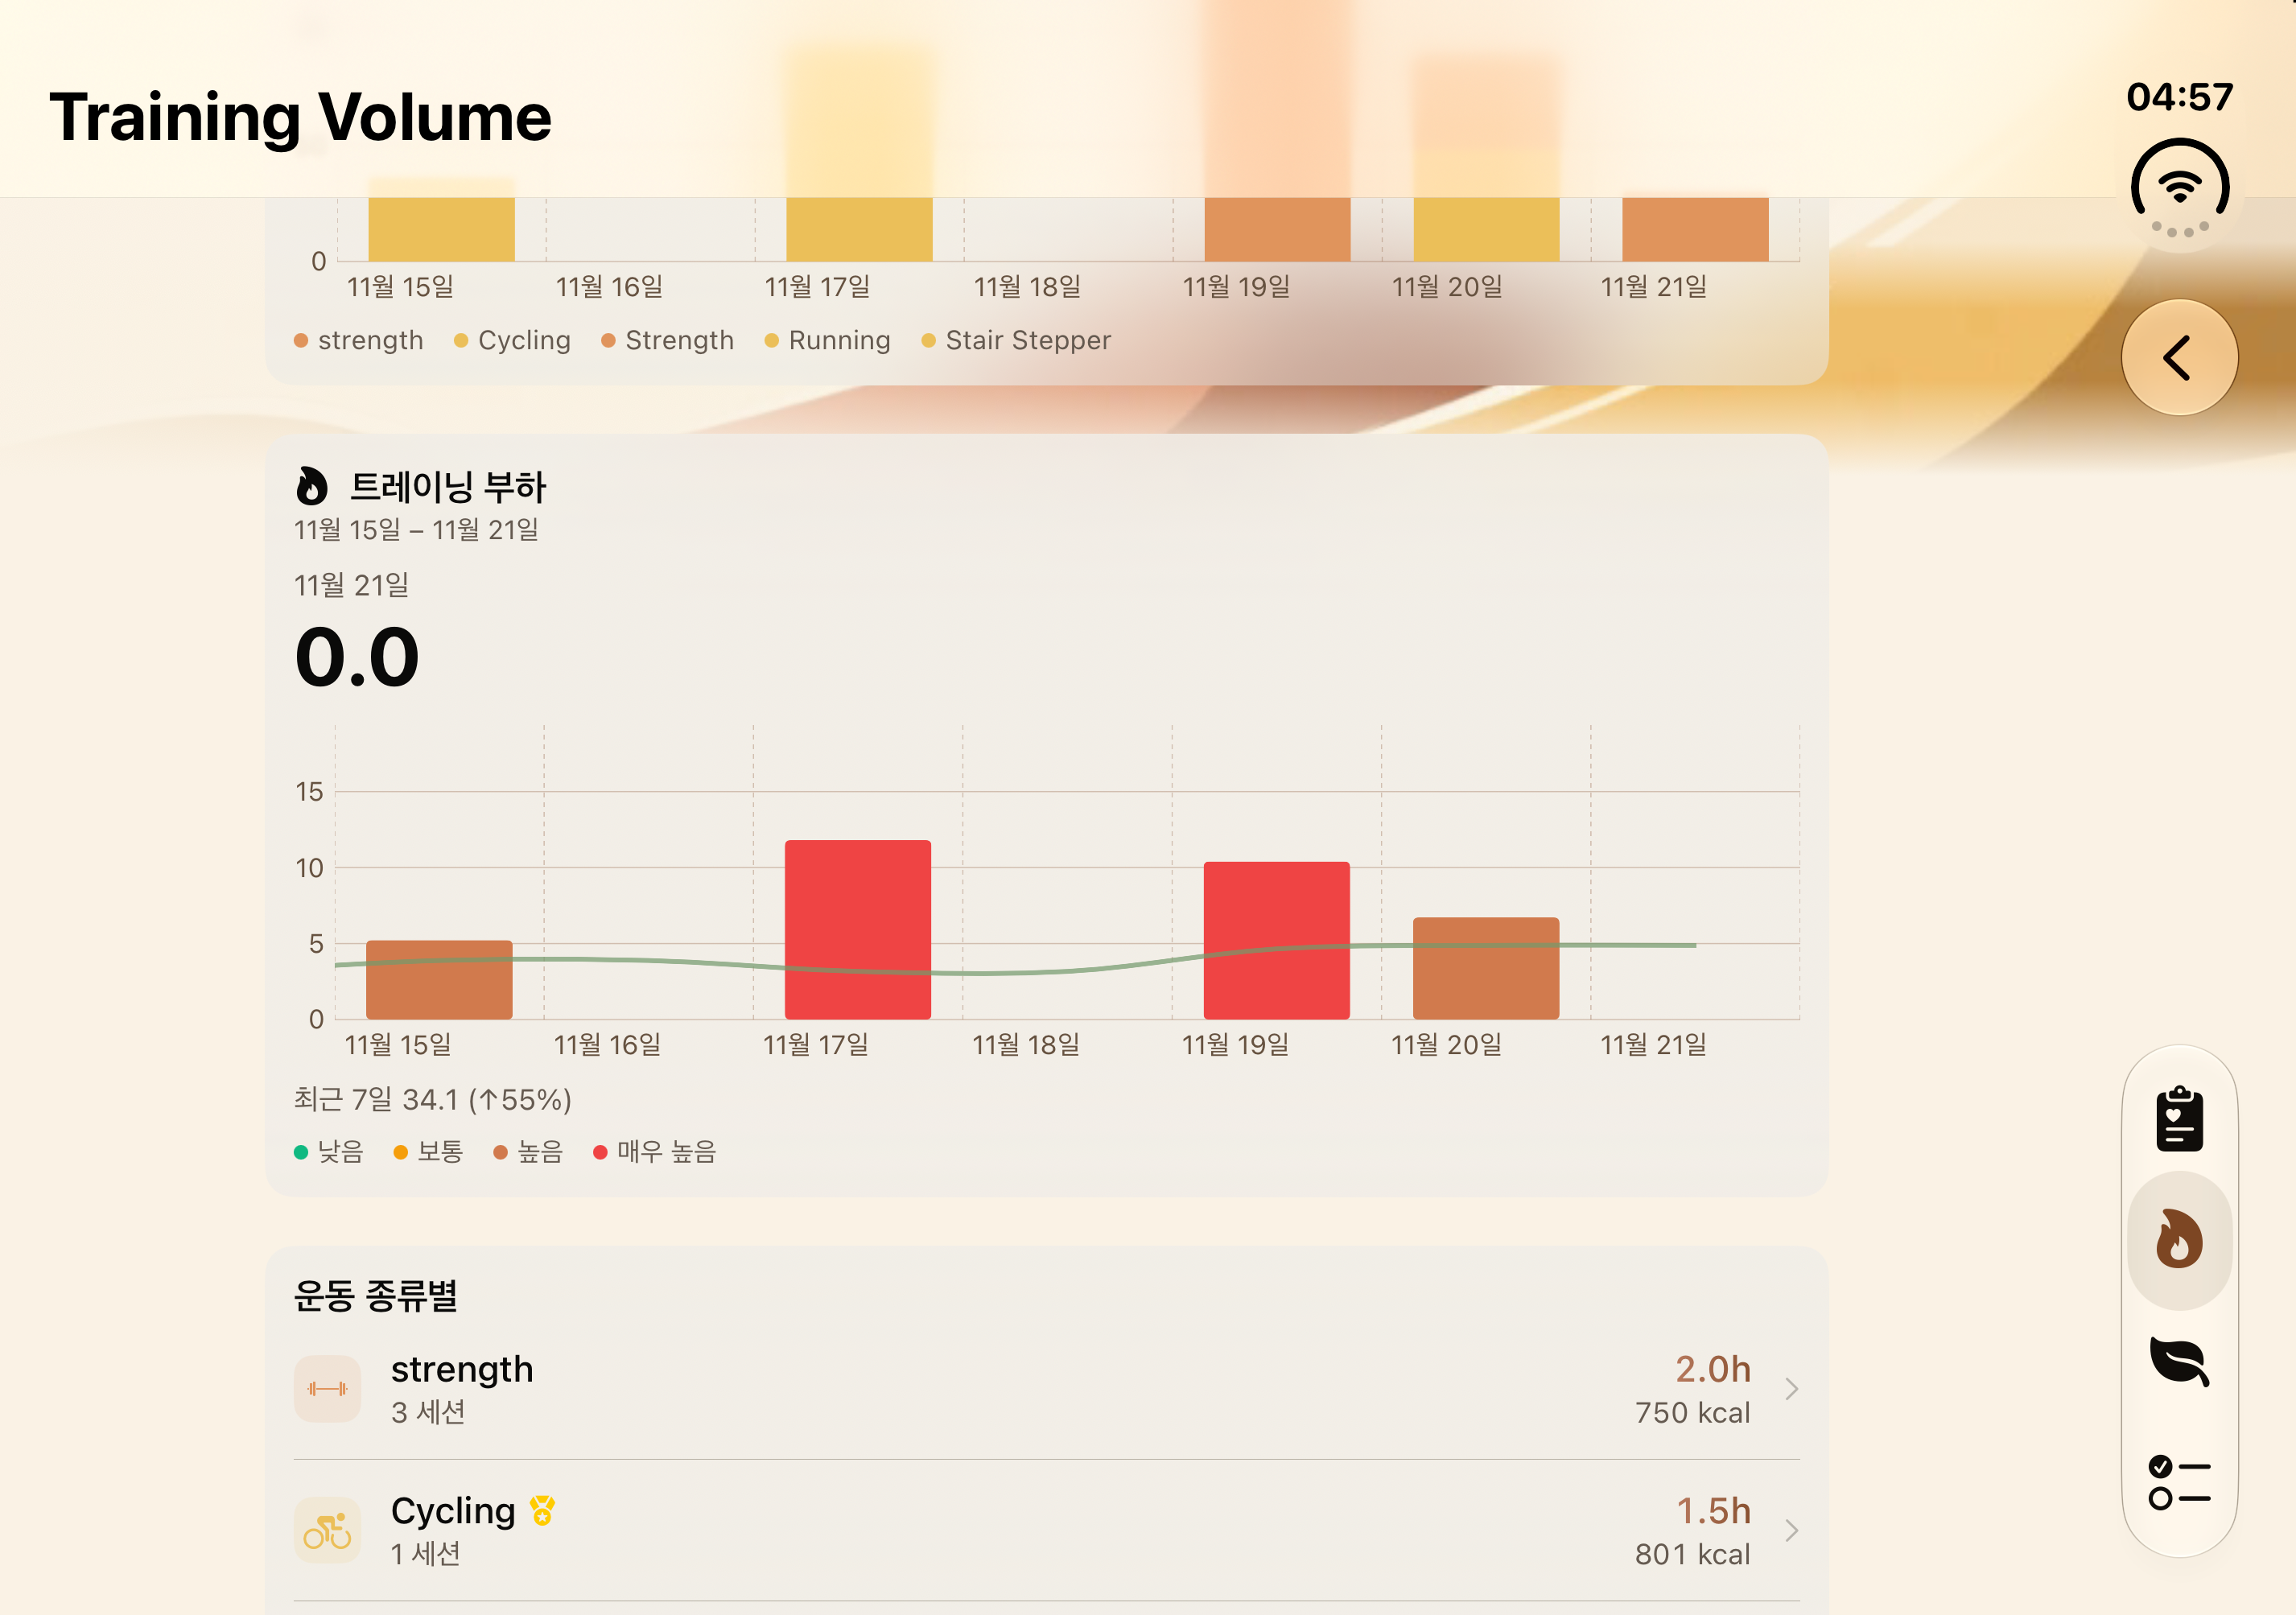 Training Volume
04:57
0
11월 15일 11월 16일 11월 17일 11월 18일 11월 19일 11월 20일 11월 21일
strength Cycling Strength Running Stair Stepper
트레이닝 부하
11월 15일 – 11월 21일
11월 21일
0.0
15
10
5
0
11월 15일 11월 16일 11월 17일 11월 18일 11월 19일 11월 20일 11월 21일
최근 7일 34.1 (↑55%)
낮음 보통 높음 매우 높음
운동 종류별
strength 2.0h
3 세션 750 kcal
Cycling 1.5h
1 세션 801 kcal